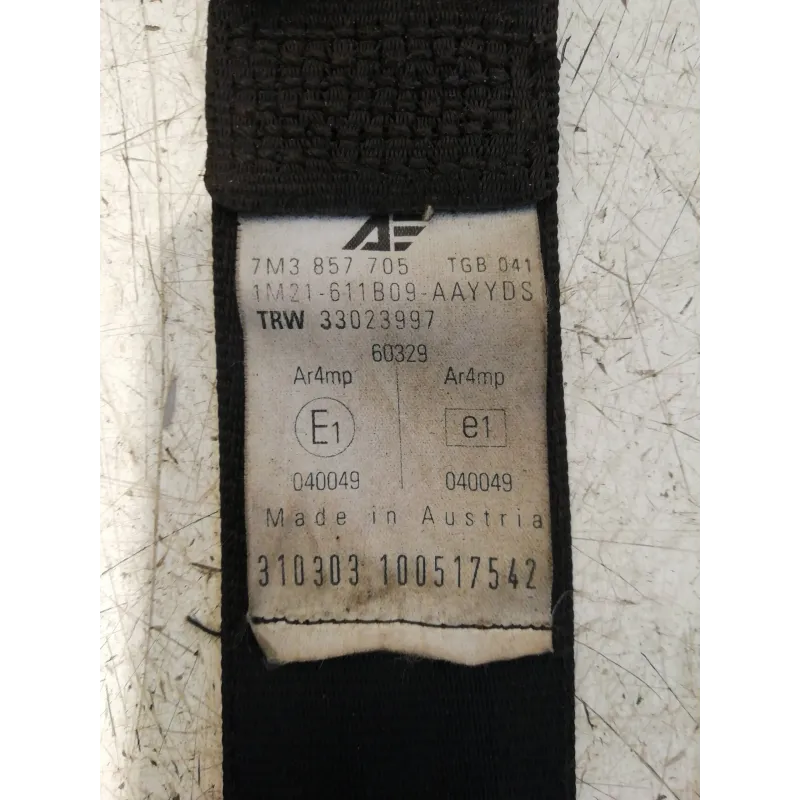 7M3 857 705 TGB 041
1M21-611B09-AAYYDS
TRW 33023997
60329
Ar4mp Ar4mp
E1 e1
040049 040049
Made in Austria
310303 100517542